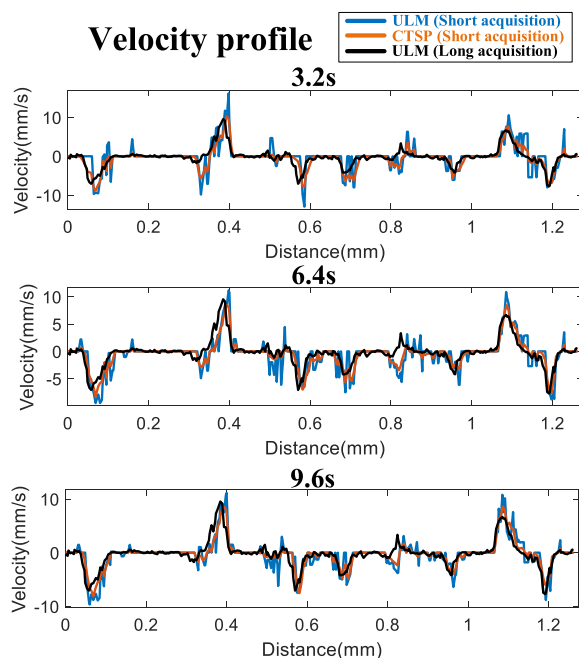 Velocity profile
ULM (Short acquisition)
CTSP (Short acquisition)
ULM (Long acquisition)
3.2s
Velocity(mm/s)
10
0
-10
0
0.2
0.4
0.6
0.8
1
1.2
Distance(mm)
6.4s
Velocity(mm/s)
10
5
0
-5
0
0.2
0.4
0.6
0.8
1
1.2
Distance(mm)
9.6s
Velocity(mm/s)
10
0
-10
0
0.2
0.4
0.6
0.8
1
1.2
Distance(mm)